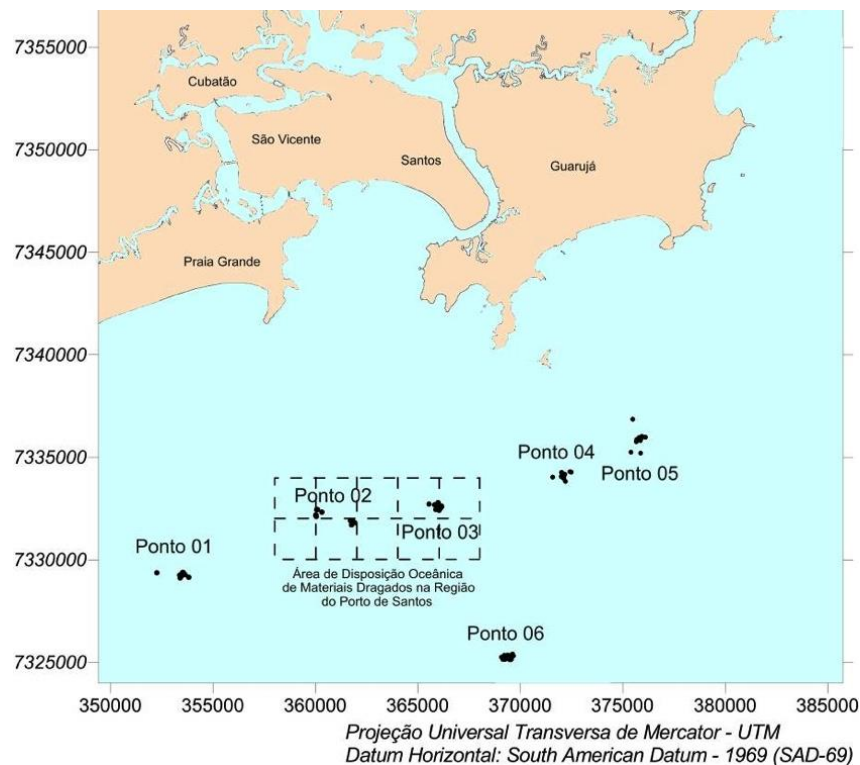 7355000
Cubatão
7350000
São Vicente
Santos
Guarujá
7345000
Praia Grande
7340000
7335000
Ponto 04
Ponto 05
Ponto 02
Ponto 03
7330000
Ponto 01
Área de Disposição Oceânica
de Materiais Dragados na Região
do Porto de Santos
Ponto 06
7325000
350000 355000 360000 365000 370000 375000 380000 385000
Projeção Universal Transversa de Mercator - UTM
Datum Horizontal: South American Datum - 1969 (SAD-69)